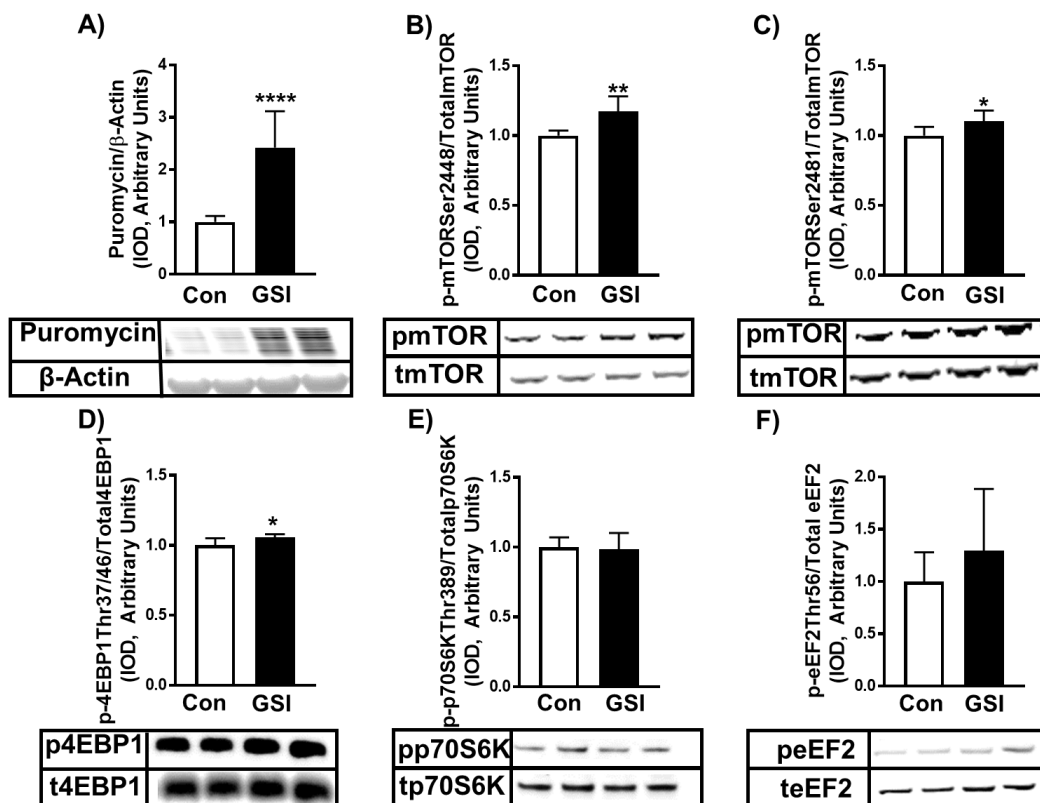 A)
Puromycin/β-Actin
(IOD, Arbitrary Units)
4
3
2
1
0
****
Con GSI
Puromycin
β-Actin
B)
p-mTORSer2448/TotalmTOR
(IOD, Arbitrary Units)
1.5
1.0
0.5
0.0
**
Con GSI
pmTOR
tmTOR
C)
p-mTORSer2481/TotalmTOR
(IOD, Arbitrary Units)
1.5
1.0
0.5
0.0
*
Con GSI
pmTOR
tmTOR
D)
p-4EBP1Thr37/46/Total4EBP1
(IOD, Arbitrary Units)
1.5
1.0
0.5
0.0
*
Con GSI
p4EBP1
t4EBP1
E)
p-p70S6KThr389/Totalp70S6K
(IOD, Arbitrary Units)
1.5
1.0
0.5
0.0
Con GSI
pp70S6K
tp70S6K
F)
p-eEF2Thr56/Total eEF2
(IOD, Arbitrary Units)
2.0
1.5
1.0
0.5
0.0
Con GSI
peEF2
teEF2